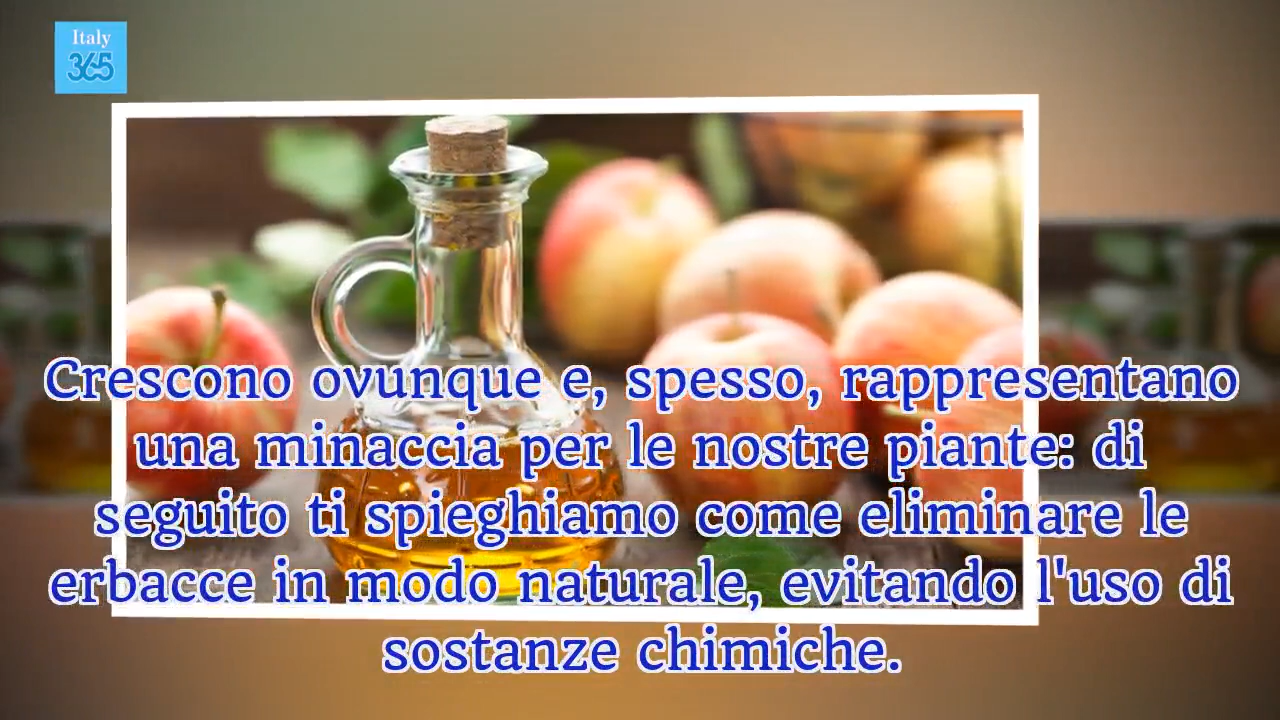 Italy
365
Crescono ovunque e, spesso, rappresentano
una minaccia per le nostre piante: di
seguito ti spieghiamo come eliminare le
erbacce in modo naturale, evitando l'uso di
sostanze chimiche.